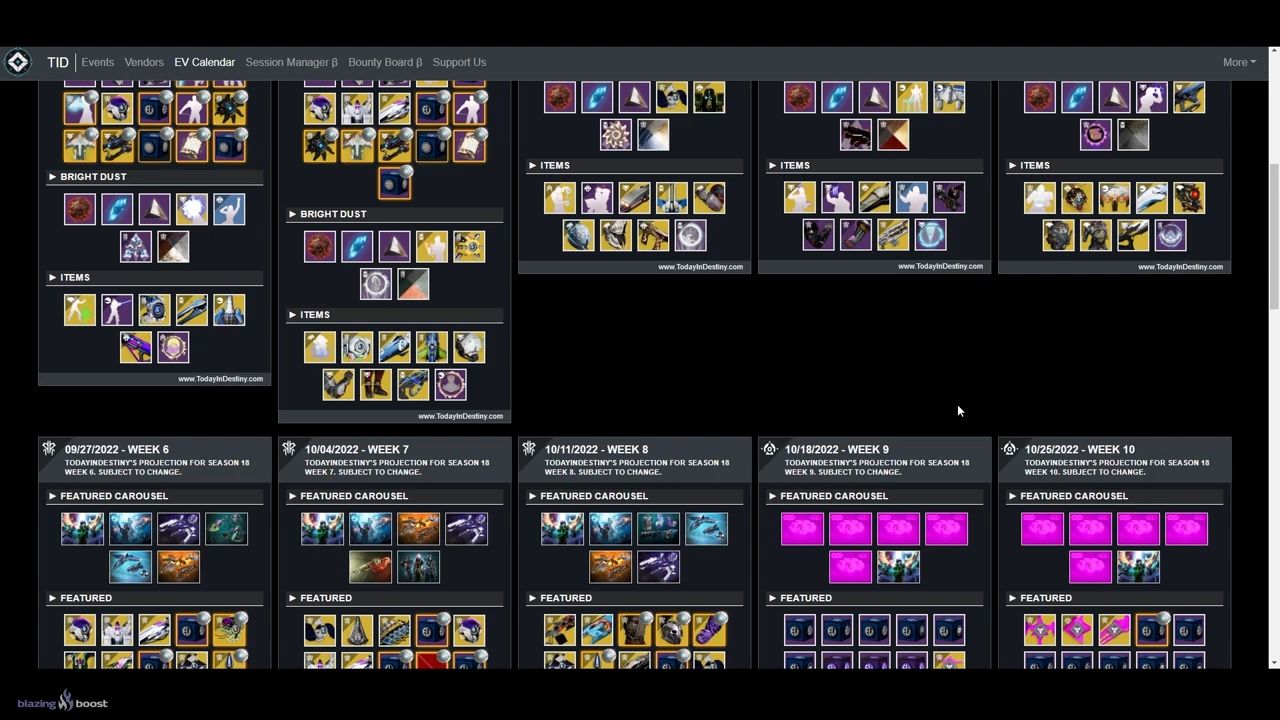 TID Events Vendors EV Calendar Session Manager β Bounty Board β Support Us More
BRIGHT DUST
ITEMS
www.TodayInDestiny.com
BRIGHT DUST
ITEMS
www.TodayInDestiny.com
ITEMS
www.TodayInDestiny.com
ITEMS
www.TodayInDestiny.com
ITEMS
www.TodayInDestiny.com
09/27/2022 - WEEK 6
TODAYINDESTINY'S PROJECTION FOR SEASON 18
WEEK 6. SUBJECT TO CHANGE.
FEATURED CAROUSEL
FEATURED
10/04/2022 - WEEK 7
TODAYINDESTINY'S PROJECTION FOR SEASON 18
WEEK 7. SUBJECT TO CHANGE.
FEATURED CAROUSEL
FEATURED
10/11/2022 - WEEK 8
TODAYINDESTINY'S PROJECTION FOR SEASON 18
WEEK 8. SUBJECT TO CHANGE.
FEATURED CAROUSEL
FEATURED
10/18/2022 - WEEK 9
TODAYINDESTINY'S PROJECTION FOR SEASON 18
WEEK 9. SUBJECT TO CHANGE.
FEATURED CAROUSEL
FEATURED
10/25/2022 - WEEK 10
TODAYINDESTINY'S PROJECTION FOR SEASON 18
WEEK 10. SUBJECT TO CHANGE.
FEATURED CAROUSEL
FEATURED
blazing boost